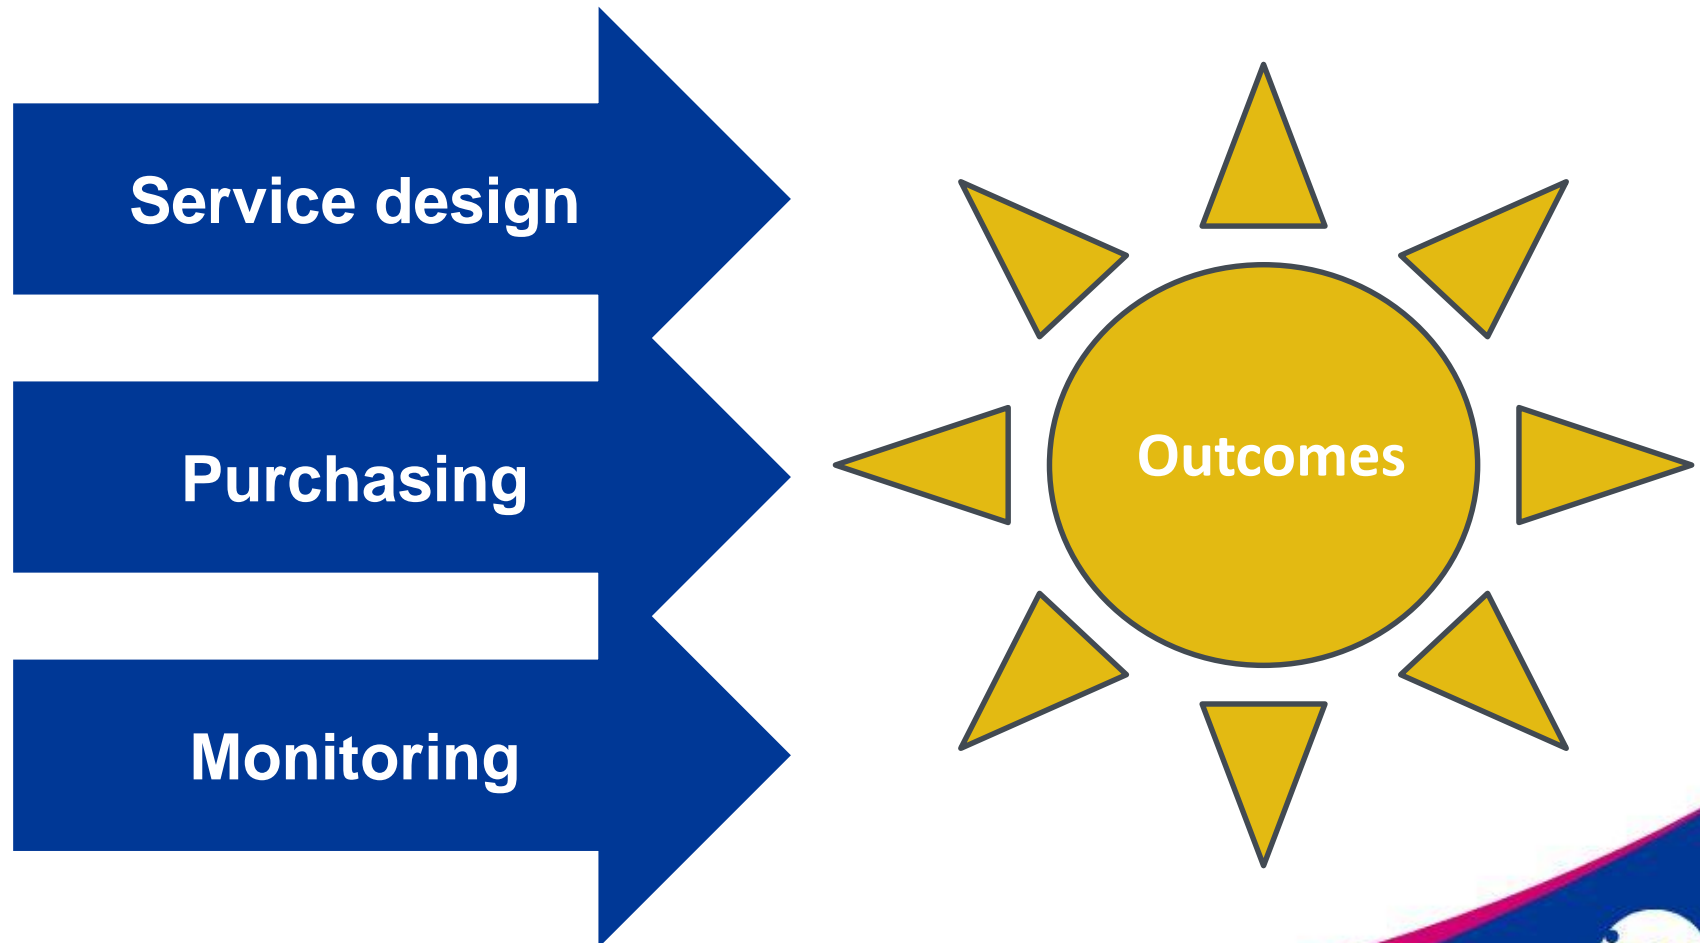 Service design
Purchasing
Outcomes
Monitoring